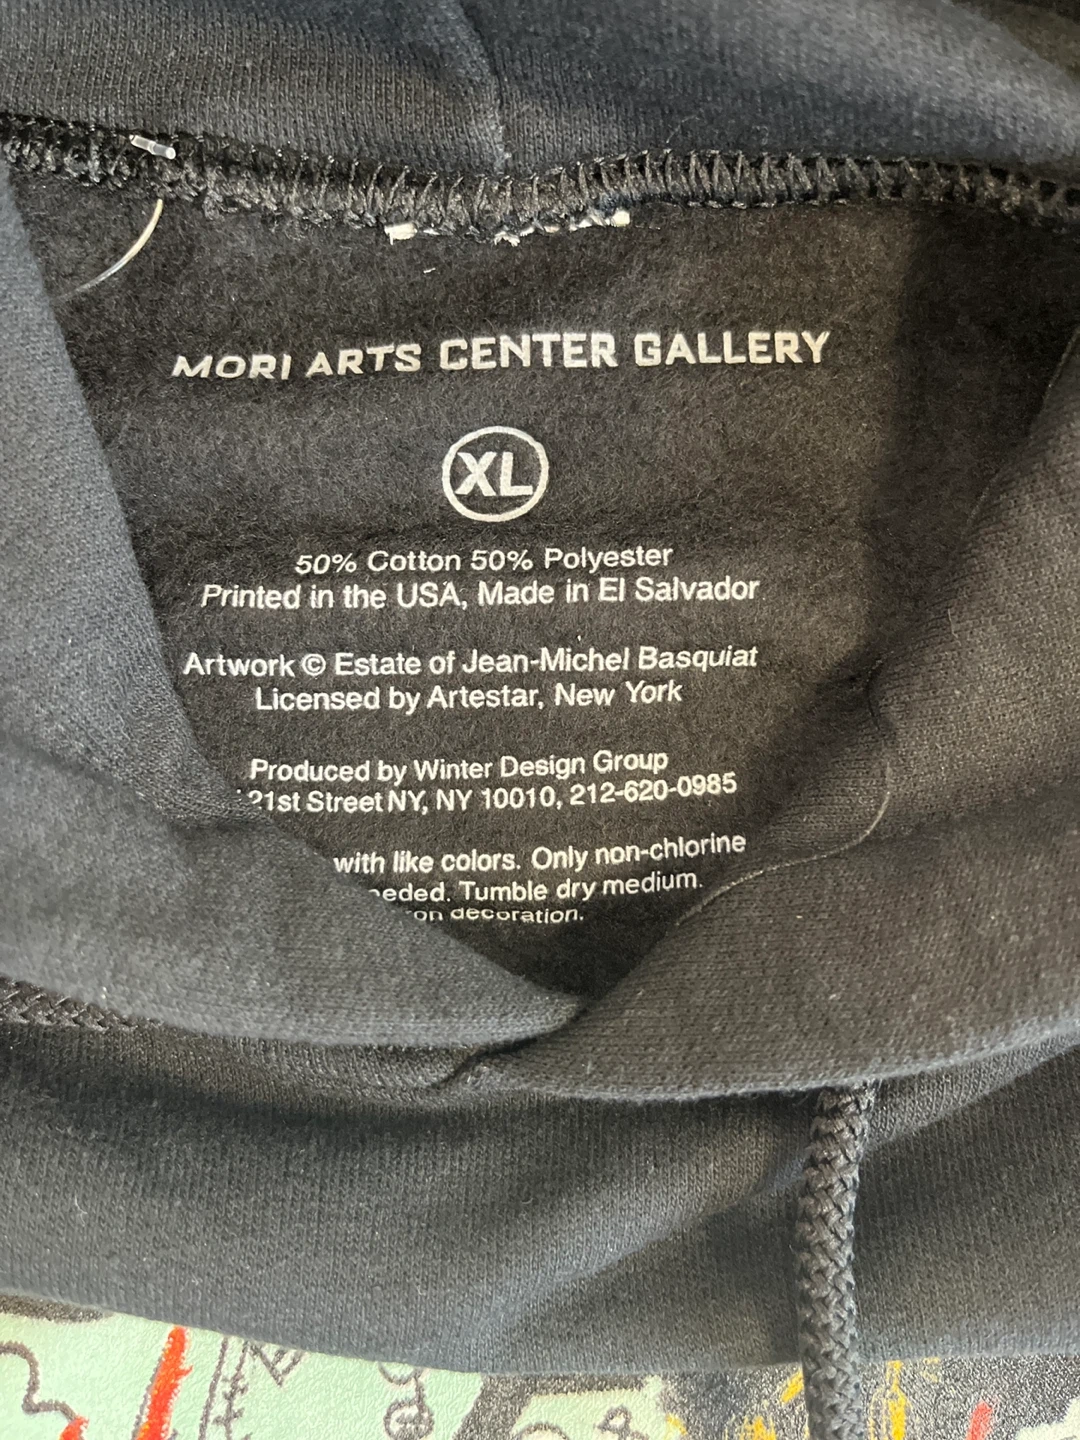 MORI ARTS CENTER GALLERY
XL
50% Cotton 50% Polyester
Printed in the USA, Made in El Salvador
Artwork © Estate of Jean-Michel Basquiat
Licensed by Artestar, New York
Produced by Winter Design Group
21st Street NY, NY 10010, 212-620-0985
with like colors. Only non-chlorine
Tumble dry medium.
on decoration.